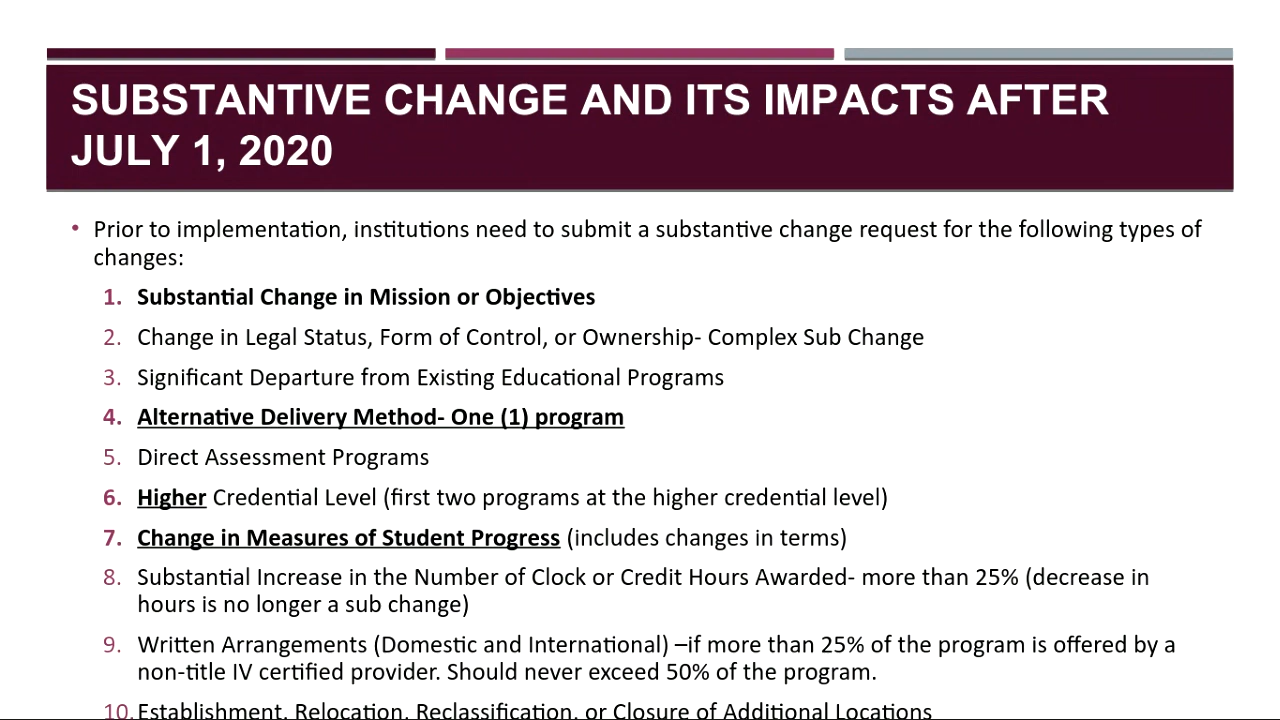 SUBSTANTIVE CHANGE AND ITS IMPACTS AFTER
JULY 1, 2020
• Prior to implementation, institutions need to submit a substantive change request for the following types of
changes:
1. Substantial Change in Mission or Objectives
2. Change in Legal Status, Form of Control, or Ownership- Complex Sub Change
3. Significant Departure from Existing Educational Programs
4. Alternative Delivery Method- One (1) program
5. Direct Assessment Programs
6. Higher Credential Level (first two programs at the higher credential level)
7. Change in Measures of Student Progress (includes changes in terms)
8. Substantial Increase in the Number of Clock or Credit Hours Awarded- more than 25% (decrease in
hours is no longer a sub change)
9. Written Arrangements (Domestic and International) –if more than 25% of the program is offered by a
non-title IV certified provider. Should never exceed 50% of the program.
10. Establishment, Relocation, Reclassification, or Closure of Additional Locations